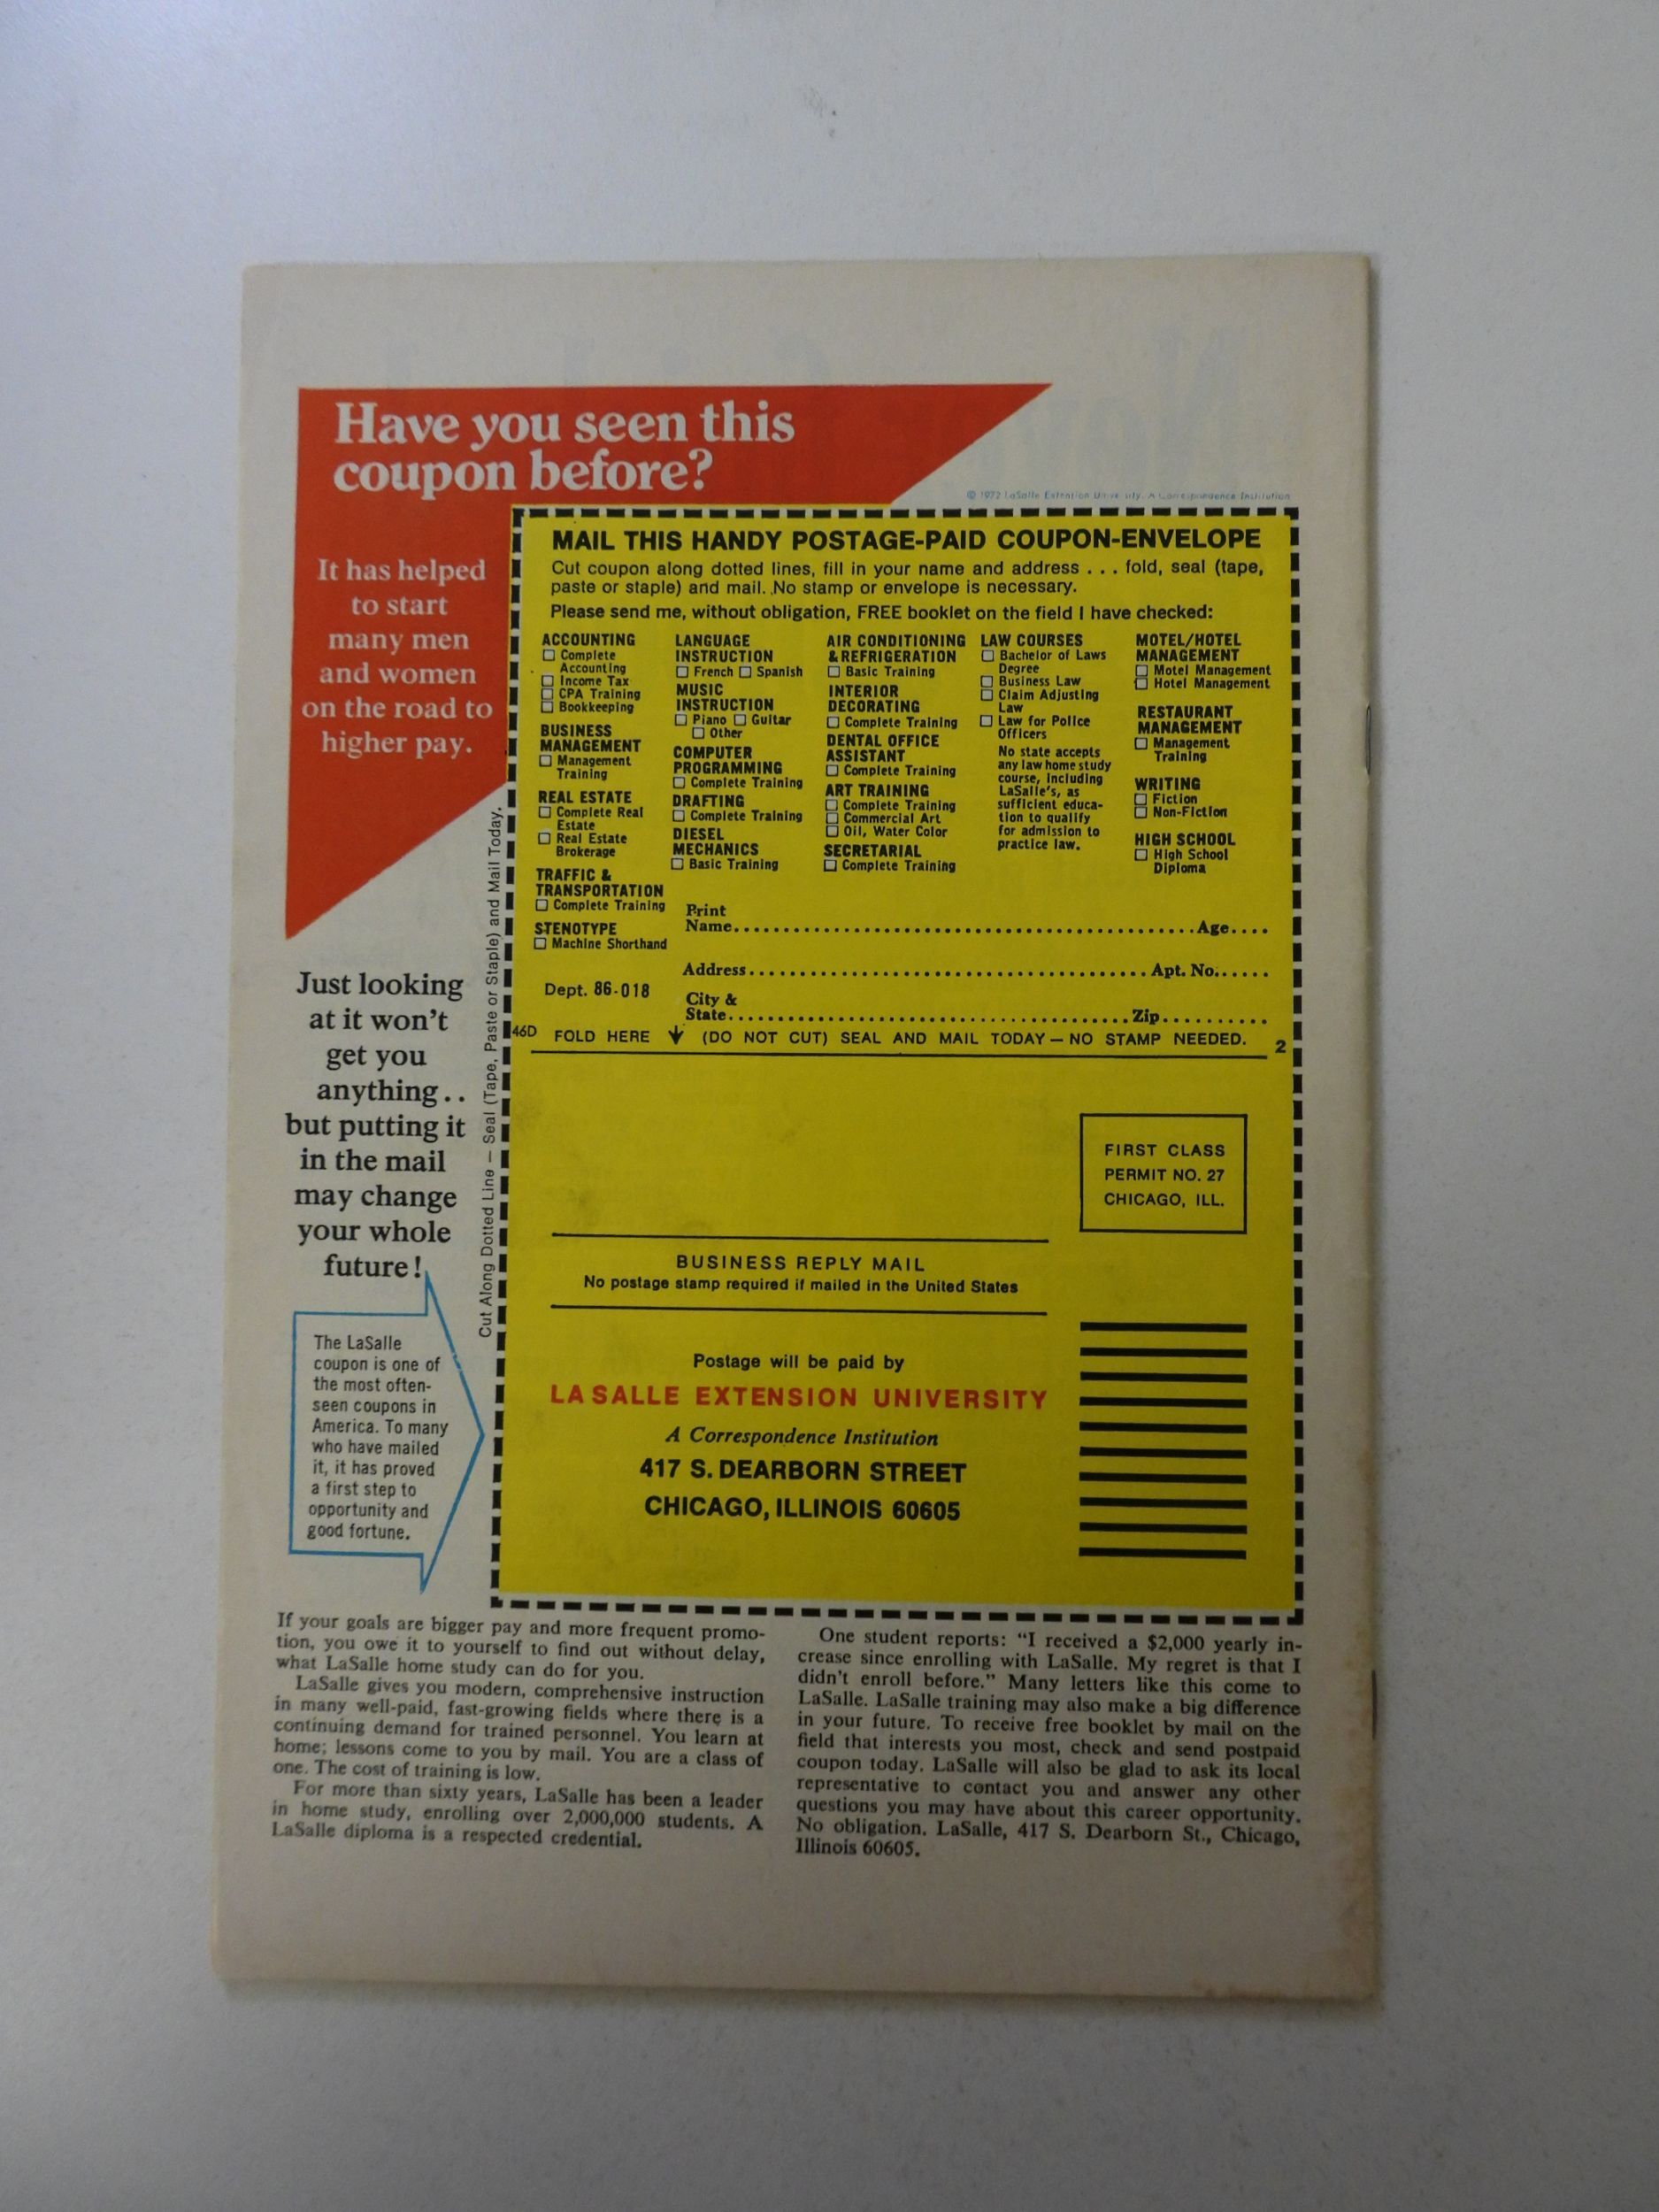 Have you seen this
coupon before?
It has helped
to start
many men
and women
on the road to
higher pay.
© 1972 LaSalle Extension University. A Correspondence Institution
MAIL THIS HANDY POSTAGE-PAID COUPON-ENVELOPE
Cut coupon along dotted lines, fill in your name and address . . . fold, seal (tape,
paste or staple) and mail. No stamp or envelope is necessary.
Please send me, without obligation, FREE booklet on the field I have checked:
ACCOUNTING
☐ Complete
Accounting
☐ Income Tax
☐ CPA Training
☐ Bookkeeping
BUSINESS
MANAGEMENT
☐ Management
Training
REAL ESTATE
☐ Complete Real
Estate
☐ Real Estate
Brokerage
TRAFFIC &
TRANSPORTATION
☐ Complete Training
STENOTYPE
☐ Machine Shorthand
LANGUAGE
INSTRUCTION
☐ French ☐ Spanish
MUSIC
INSTRUCTION
☐ Piano ☐ Guitar
☐ Other
COMPUTER
PROGRAMMING
☐ Complete Training
DRAFTING
☐ Complete Training
DIESEL
MECHANICS
☐ Basic Training
AIR CONDITIONING
& REFRIGERATION
☐ Basic Training
INTERIOR
DECORATING
☐ Complete Training
DENTAL OFFICE
ASSISTANT
☐ Complete Training
ART TRAINING
☐ Complete Training
☐ Commercial Art
☐ Oil, Water Color
SECRETARIAL
☐ Complete Training
LAW COURSES
☐ Bachelor of Laws
Degree
☐ Business Law
☐ Claim Adjusting
Law
☐ Law for Police
Officers
No state accepts
any law home study
course, including
LaSalle's, as
sufficient educa-
tion to qualify
for admission to
practice law.
MOTEL/HOTEL
MANAGEMENT
☐ Motel Management
☐ Hotel Management
RESTAURANT
MANAGEMENT
☐ Management
Training
WRITING
☐ Fiction
☐ Non-Fiction
HIGH SCHOOL
☐ High School
Diploma
Print
Name.............................................Age....
Address.......................................Apt. No......
Dept. 86-018
City &
State.......................................Zip..........
46D FOLD HERE ↓ (DO NOT CUT) SEAL AND MAIL TODAY — NO STAMP NEEDED. 2
Cut Along Dotted Line — Seal (Tape, Paste or Staple) and Mail Today.
Just looking
at it won't
get you
anything..
but putting it
in the mail
may change
your whole
future!
The LaSalle
coupon is one of
the most often-
seen coupons in
America. To many
who have mailed
it, it has proved
a first step to
opportunity and
good fortune.
FIRST CLASS
PERMIT NO. 27
CHICAGO, ILL.
BUSINESS REPLY MAIL
No postage stamp required if mailed in the United States
Postage will be paid by
LA SALLE EXTENSION UNIVERSITY
A Correspondence Institution
417 S. DEARBORN STREET
CHICAGO, ILLINOIS 60605
If your goals are bigger pay and more frequent promo-
tion, you owe it to yourself to find out without delay,
what LaSalle home study can do for you.
LaSalle gives you modern, comprehensive instruction
in many well-paid, fast-growing fields where there is a
continuing demand for trained personnel. You learn at
home; lessons come to you by mail. You are a class of
one. The cost of training is low.
For more than sixty years, LaSalle has been a leader
in home study, enrolling over 2,000,000 students. A
LaSalle diploma is a respected credential.
One student reports: "I received a $2,000 yearly in-
crease since enrolling with LaSalle. My regret is that I
didn't enroll before." Many letters like this come to
LaSalle. LaSalle training may also make a big difference
in your future. To receive free booklet by mail on the
field that interests you most, check and send postpaid
coupon today. LaSalle will also be glad to ask its local
representative to contact you and answer any other
questions you may have about this career opportunity.
No obligation. LaSalle, 417 S. Dearborn St., Chicago,
Illinois 60605.